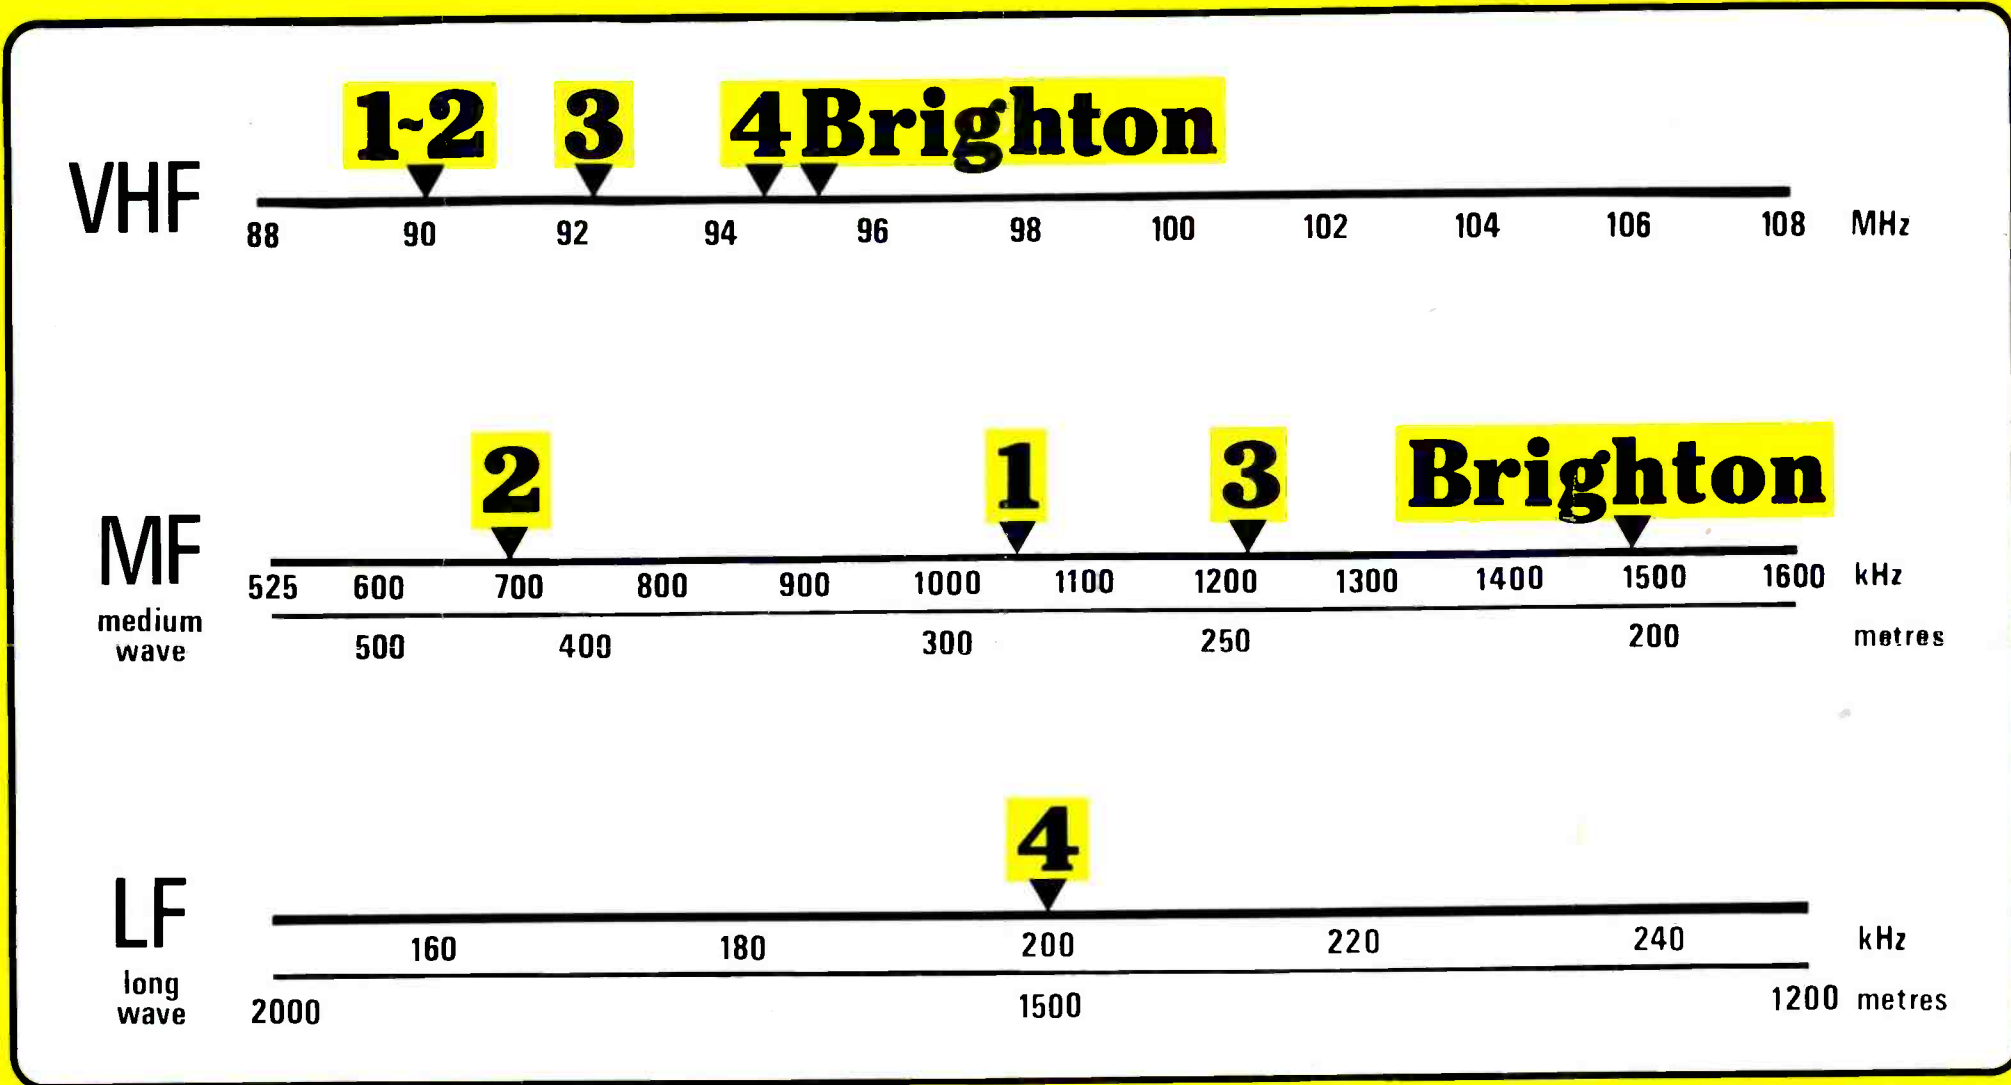 1~2 3 4 Brighton
VHF
88 90 92 94 96 98 100 102 104 106 108 MHz
2 1 3 Brighton
MF
525 600 700 800 900 1000 1100 1200 1300 1400 1500 1600 kHz
medium
wave
500 400 300 250 200 metres
4
LF
160 180 200 220 240 kHz
long
wave
2000 1500 1200 metres